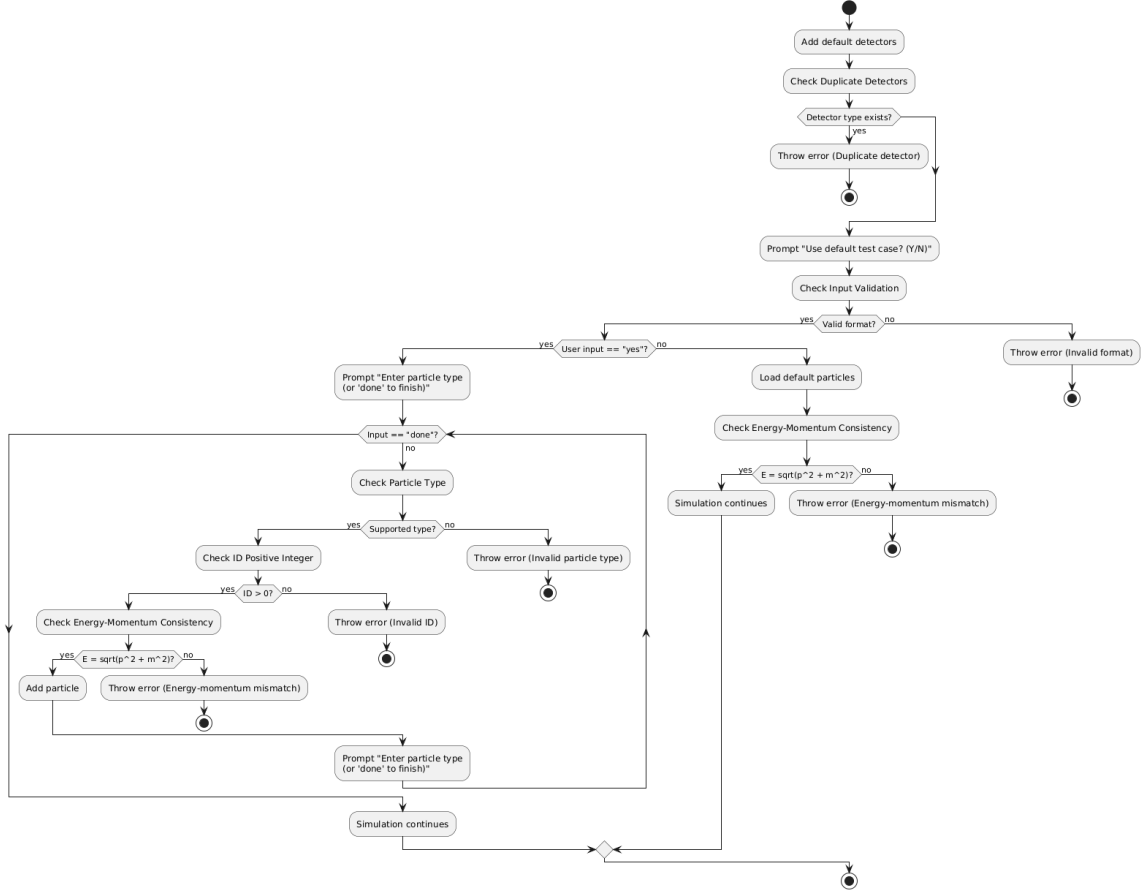 Add default detectors
Check Duplicate Detectors
Detector type exists?
yes
Throw error (Duplicate detector)
Prompt "Use default test case? (Y/N)"
Check Input Validation
yes
Valid format?
no
yes
User input == "yes"?
no
Throw error (Invalid format)
Prompt "Enter particle type
(or 'done' to finish)"
Load default particles
Input == "done"?
no
Check Energy-Momentum Consistency
Check Particle Type
yes
E = sqrt(p^2 + m^2)?
no
Simulation continues
Throw error (Energy-momentum mismatch)
yes
Supported type?
no
Check ID Positive Integer
Throw error (Invalid particle type)
yes
ID > 0?
no
Check Energy-Momentum Consistency
Throw error (Invalid ID)
yes
E = sqrt(p^2 + m^2)?
no
Add particle
Throw error (Energy-momentum mismatch)
Prompt "Enter particle type
(or 'done' to finish)"
Simulation continues